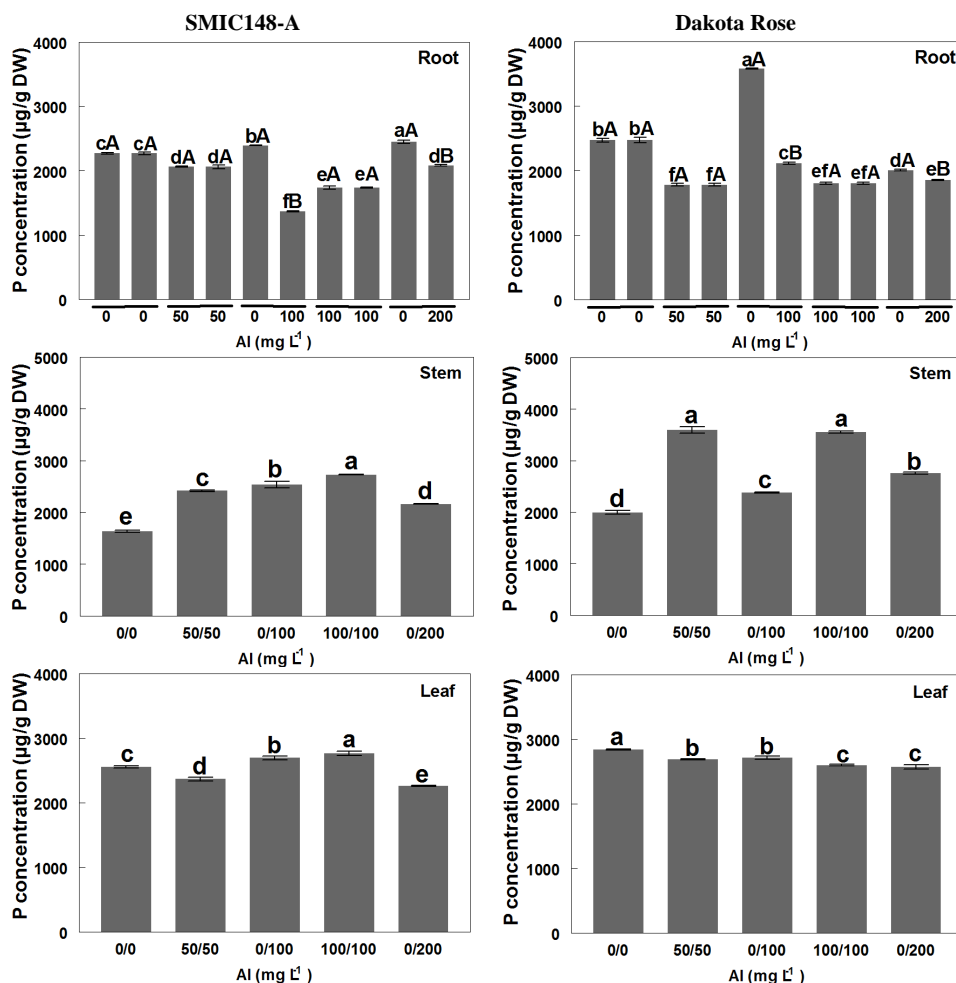 SMIC148-A
Dakota Rose
P concentration (µg/g DW)
4000
3000
2000
1000
0
Root
cA cA dA dA bA fB eA eA aA dB
0 0 50 50 0 100 100 100 0 200
Al (mg L-1)
P concentration (µg/g DW)
4000
3000
2000
1000
0
Root
bA bA fA fA aA cB efA efA dA eB
0 0 50 50 0 100 100 100 0 200
Al (mg L-1)
P concentration (µg/g DW)
5000
4000
3000
2000
1000
0
Stem
e c b a d
0/0 50/50 0/100 100/100 0/200
Al (mg L-1)
P concentration (µg/g DW)
5000
4000
3000
2000
1000
0
Stem
d a c a b
0/0 50/50 0/100 100/100 0/200
Al (mg L-1)
P concentration (µg/g DW)
4000
3000
2000
1000
0
Leaf
c d b a e
0/0 50/50 0/100 100/100 0/200
Al (mg L-1)
P concentration (µg/g DW)
4000
3000
2000
1000
0
Leaf
a b b c c
0/0 50/50 0/100 100/100 0/200
Al (mg L-1)